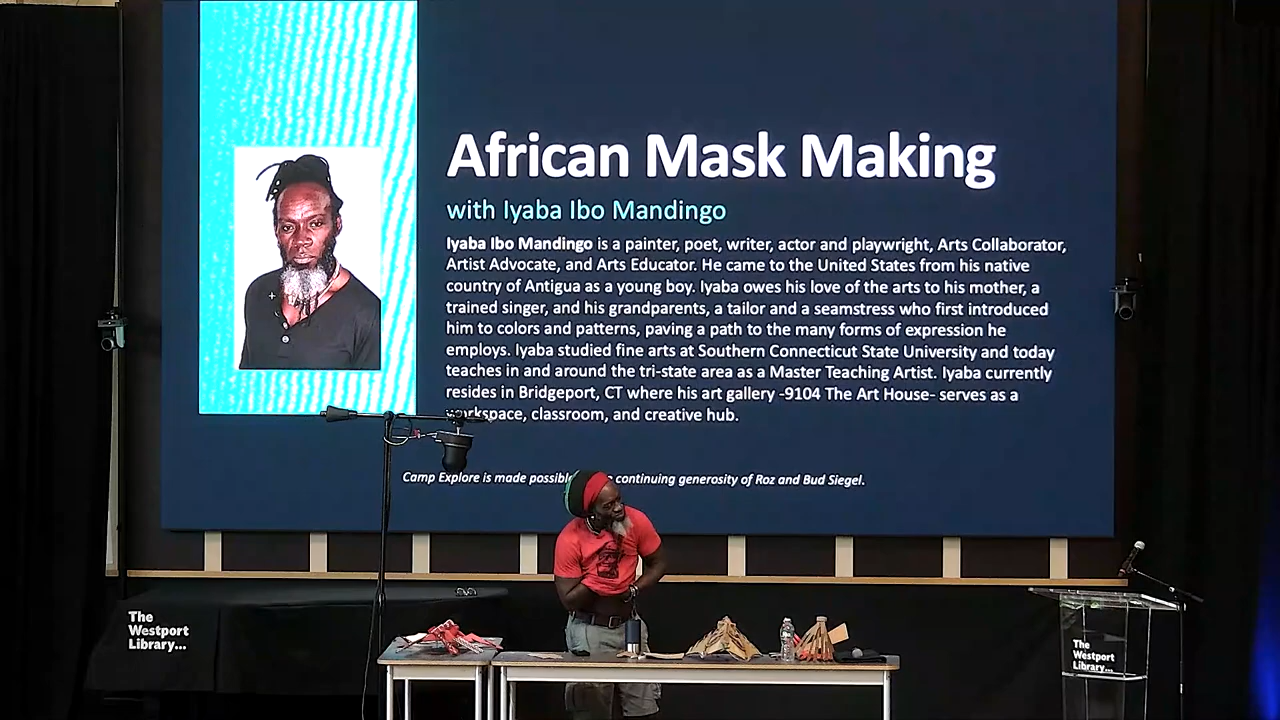 African Mask Making
with Iyaba Ibo Mandingo
Iyaba Ibo Mandingo is a painter, poet, writer, actor and playwright, Arts Collaborator,
Artist Advocate, and Arts Educator. He came to the United States from his native
country of Antigua as a young boy. Iyaba owes his love of the arts to his mother, a
trained singer, and his grandparents, a tailor and a seamstress who first introduced
him to colors and patterns, paving a path to the many forms of expression he
employs. Iyaba studied fine arts at Southern Connecticut State University and today
teaches in and around the tri-state area as a Master Teaching Artist. Iyaba currently
resides in Bridgeport, CT where his art gallery -9104 The Art House- serves as a
workspace, classroom, and creative hub.
Camp Explore is made possible continuing generosity of Roz and Bud Siegel.
The
Westport
Library...
The
Westport
Library...